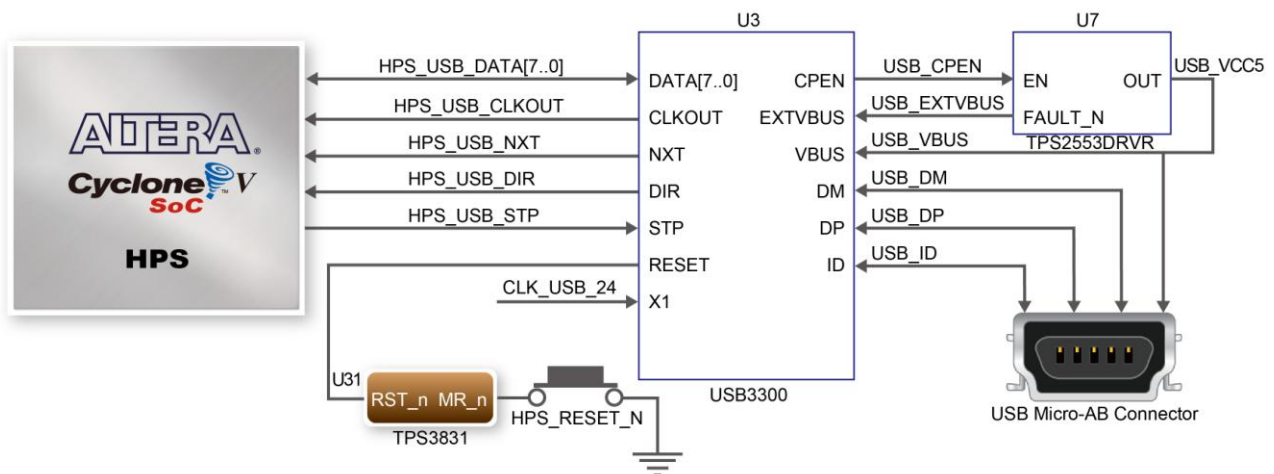 U3
U7
HPS_USB_DATA[7..0]
DATA[7..0]
CPEN
USB_CPEN
EN
OUT
USB_VCC5
HPS_USB_CLKOUT
CLKOUT
EXTVBUS
USB_EXTVBUS
FAULT_N
TPS2553DRVR
ALTERA.
Cyclone V
SoC
HPS
HPS_USB_NXT
NXT
VBUS
USB_VBUS
HPS_USB_DIR
DIR
DM
USB_DM
HPS_USB_STP
STP
DP
USB_DP
RESET
ID
USB_ID
CLK_USB_24
X1
U31
RST_n MR_n
TPS3831
HPS_RESET_N
USB3300
USB Micro-AB Connector